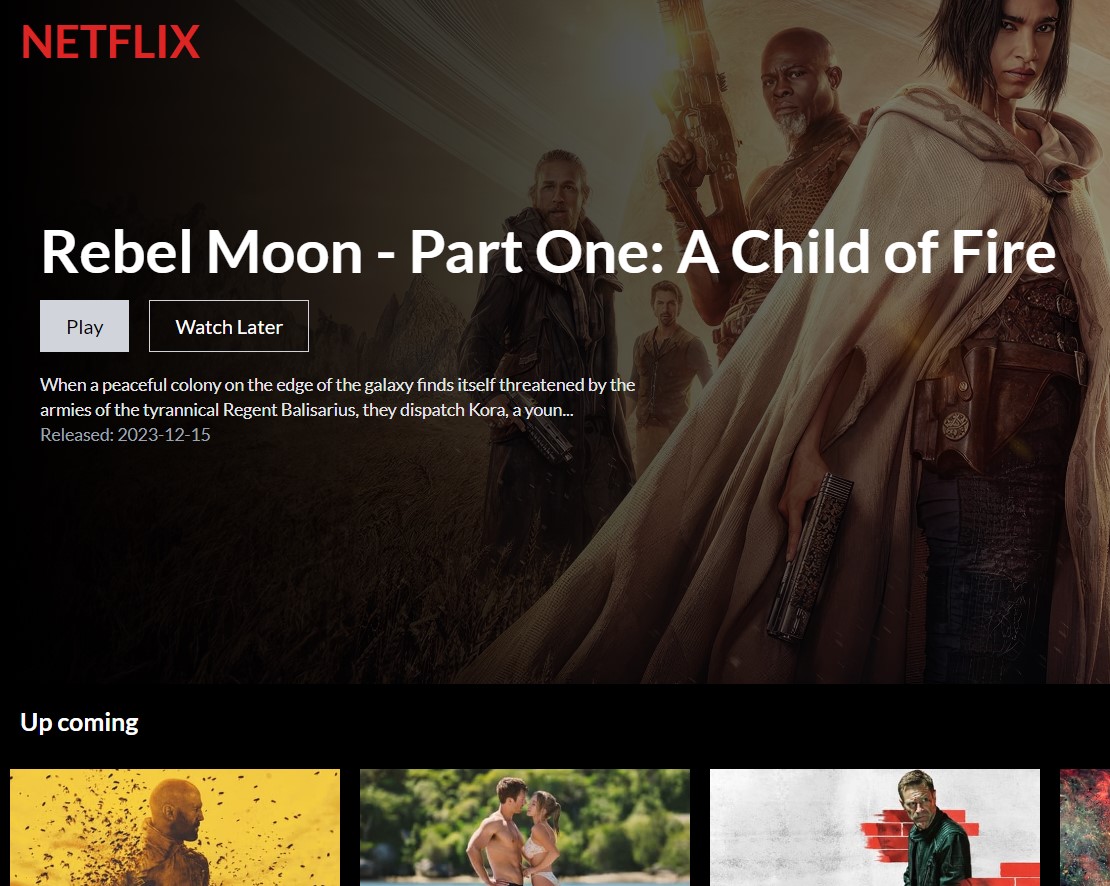 NETFLIX
Rebel Moon - Part One: A Child of Fire
Play
Watch Later
When a peaceful colony on the edge of the galaxy finds itself threatened by the
armies of the tyrannical Regent Balisarius, they dispatch Kora, a youn...
Released: 2023-12-15
Up coming